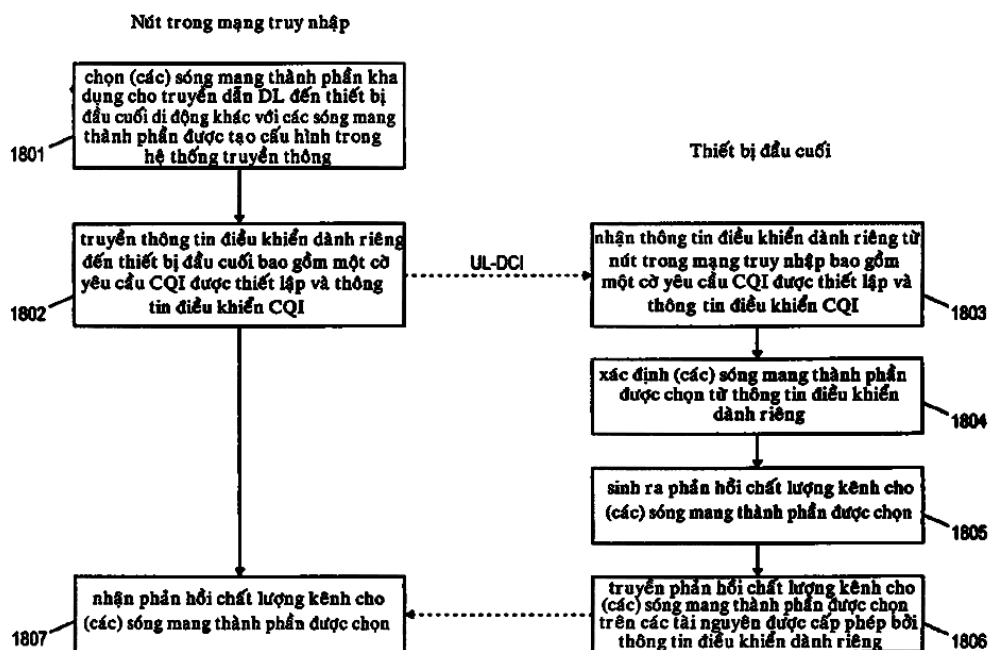 Nút trong mạng truy nhập
chọn (các) sóng mang thành phần kha
dụng cho truyền dẫn DL đến thiết bị
đầu cuối di động khác với các sóng mang
thành phần được tạo cấu hình trong
hệ thống truyền thông
1801
Thiết bị đầu cuối
truyền thông tin điều khiển dành riêng
đến thiết bị đầu cuối bao gồm một cờ
yêu cầu CQI được thiết lập và thông
tin điều khiển CQI
1802
UL-DCI
nhận thông tin điều khiển dành riêng từ
nút trong mạng truy nhập bao gồm
một cờ yêu cầu CQI được thiết lập và
thông tin điều khiển CQI
1803
xác định (các) sóng mang thành phần
được chọn từ thông tin điều khiển
dành riêng
1804
sinh ra phản hồi chất lượng kênh cho
(các) sóng mang thành phần được chọn
1805
truyền phản hồi chất lượng kênh cho
(các) sóng mang thành phần được chọn
trên các tài nguyên được cấp phép bởi
thông tin điều khiển dành riêng
1806
nhận phản hồi chất lượng kênh cho
(các) sóng mang thành phần được chọn
1807